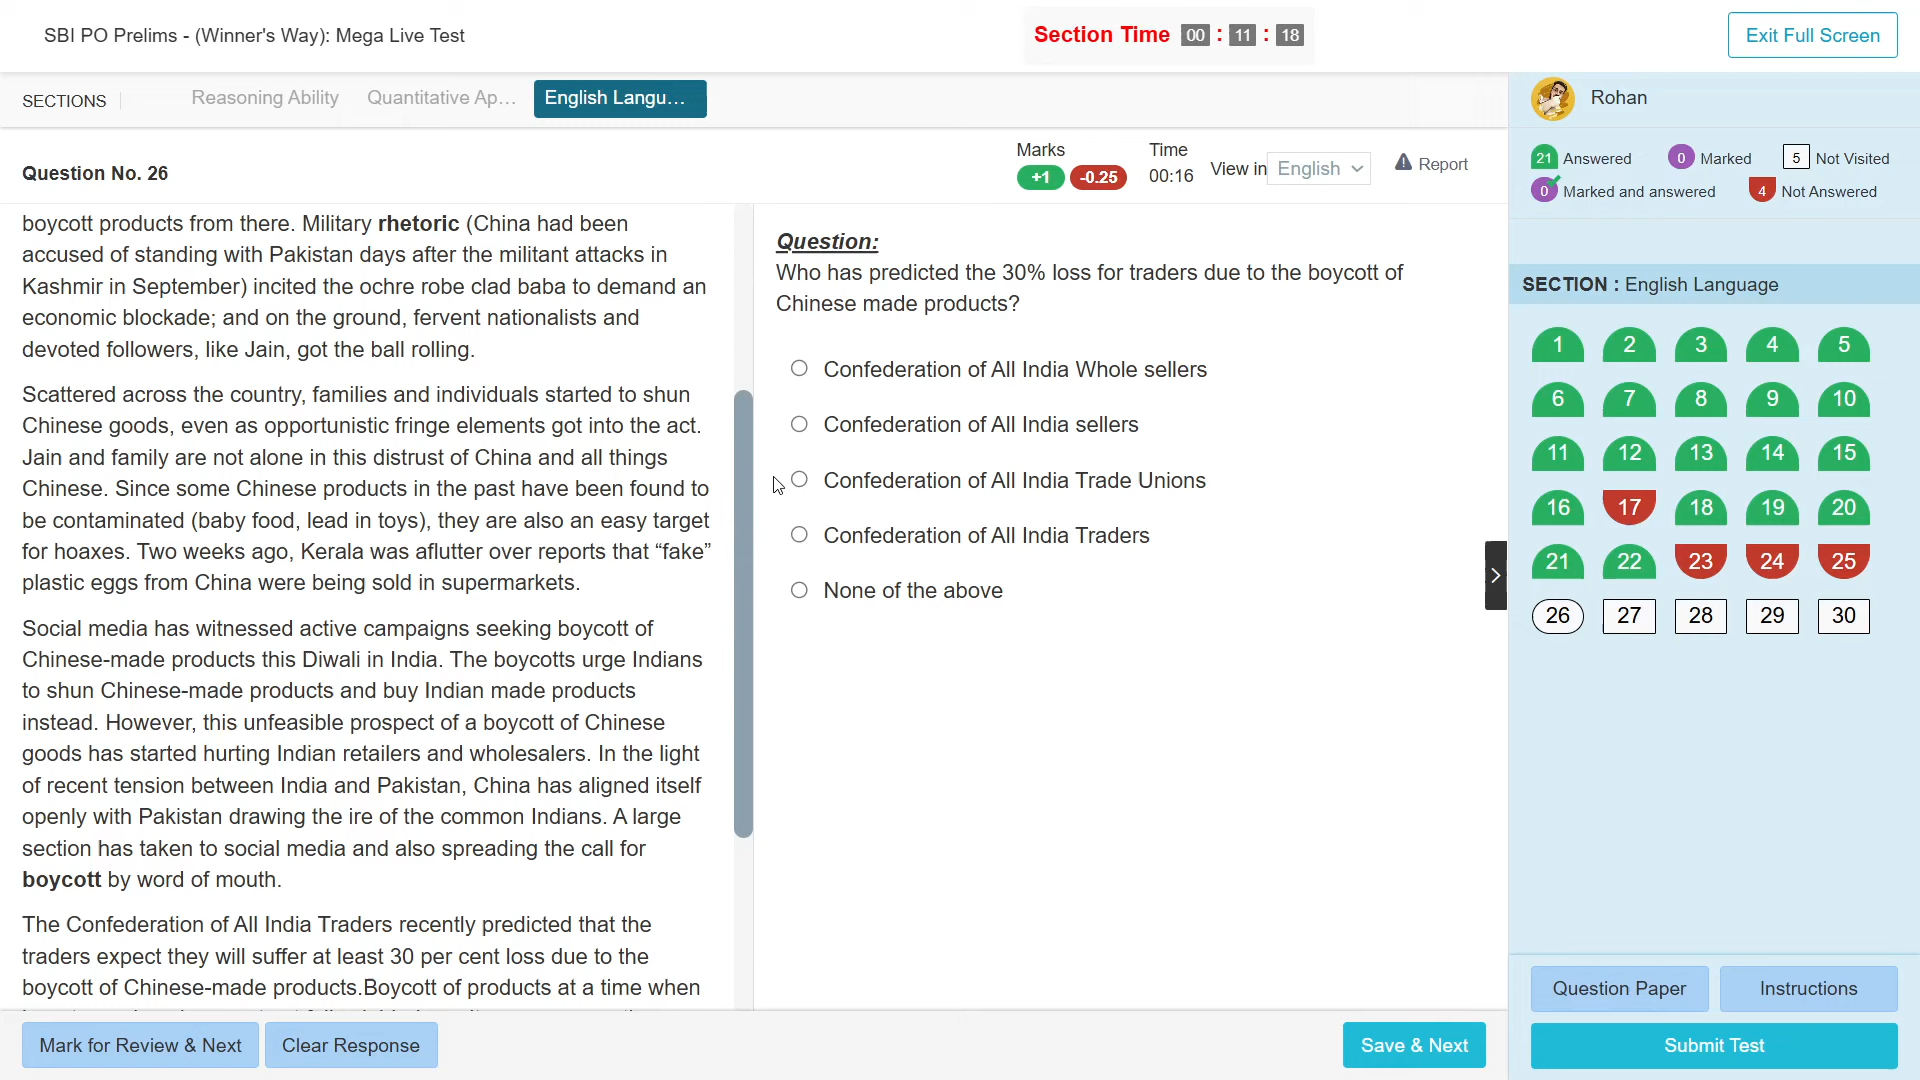 SBI PO Prelims - (Winner's Way): Mega Live Test
Section Time 00 : 11 : 18
Exit Full Screen
SECTIONS
Reasoning Ability
Quantitative Ap...
English Langu...
Rohan
Question No. 26
Marks
+1 -0.25
Time
00:16
View in English
Report
21 Answered
0 Marked
5 Not Visited
0 Marked and answered
4 Not Answered
boycott products from there. Military rhetoric (China had been
accused of standing with Pakistan days after the militant attacks in
Kashmir in September) incited the ochre robe clad baba to demand an
economic blockade; and on the ground, fervent nationalists and
devoted followers, like Jain, got the ball rolling.
Scattered across the country, families and individuals started to shun
Chinese goods, even as opportunistic fringe elements got into the act.
Jain and family are not alone in this distrust of China and all things
Chinese. Since some Chinese products in the past have been found to
be contaminated (baby food, lead in toys), they are also an easy target
for hoaxes. Two weeks ago, Kerala was aflutter over reports that “fake”
plastic eggs from China were being sold in supermarkets.
Social media has witnessed active campaigns seeking boycott of
Chinese-made products this Diwali in India. The boycotts urge Indians
to shun Chinese-made products and buy Indian made products
instead. However, this unfeasible prospect of a boycott of Chinese
goods has started hurting Indian retailers and wholesalers. In the light
of recent tension between India and Pakistan, China has aligned itself
openly with Pakistan drawing the ire of the common Indians. A large
section has taken to social media and also spreading the call for
boycott by word of mouth.
The Confederation of All India Traders recently predicted that the
traders expect they will suffer at least 30 per cent loss due to the
boycott of Chinese-made products.Boycott of products at a time when
Question:
Who has predicted the 30% loss for traders due to the boycott of
Chinese made products?
Confederation of All India Whole sellers
Confederation of All India sellers
Confederation of All India Trade Unions
Confederation of All India Traders
None of the above
SECTION : English Language
1 2 3 4 5
6 7 8 9 10
11 12 13 14 15
16 17 18 19 20
21 22 23 24 25
26 27 28 29 30
Question Paper
Instructions
Mark for Review & Next
Clear Response
Save & Next
Submit Test